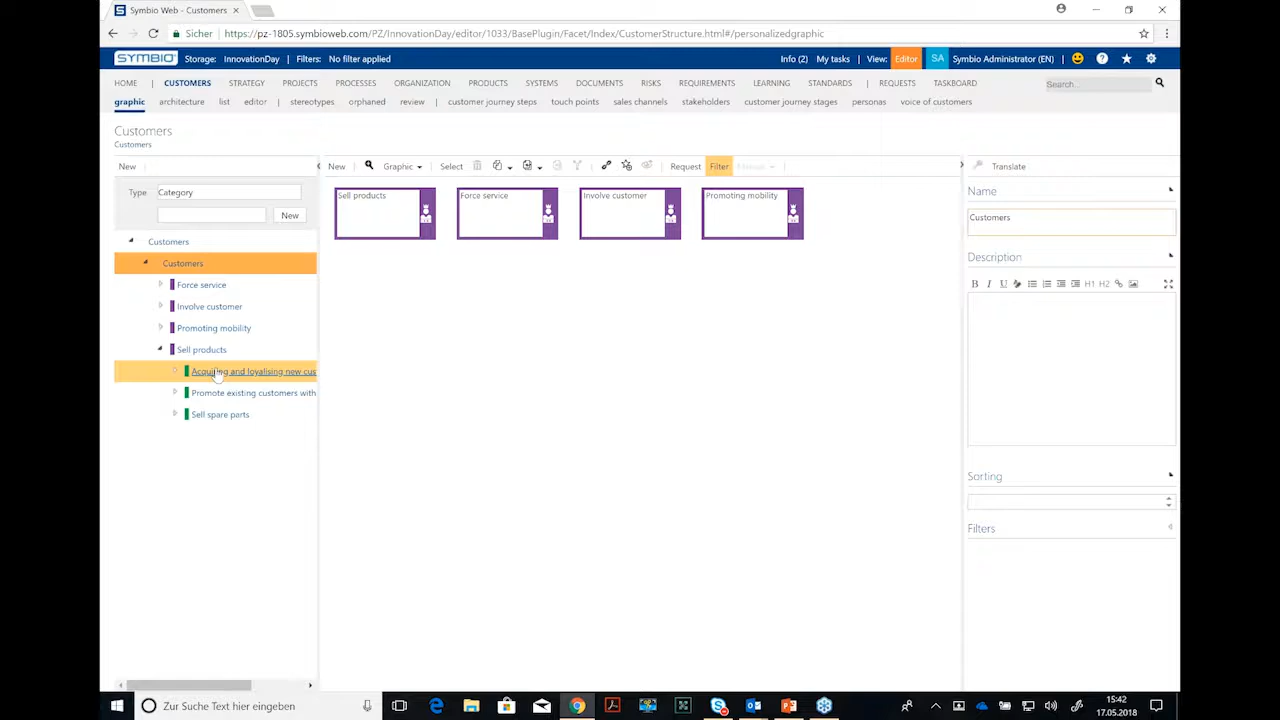 Symbio Web - Customers
Sicher https://pz-1805.symbioweb.com/PZ/InnovationDay/editor/1033/BasePlugin/Facet/Index/CustomerStructure.html#/personalizedgraphic
SYMBIO Storage: InnovationDay Filters: No filter applied Info (2) My tasks View: Editor SA Symbio Administrator (EN)
HOME CUSTOMERS STRATEGY PROJECTS PROCESSES ORGANIZATION PRODUCTS SYSTEMS DOCUMENTS RISKS REQUIREMENTS LEARNING STANDARDS REQUESTS TASKBOARD Search...
graphic architecture list editor stereotypes orphaned review customer journey steps touch points sales channels stakeholders customer journey stages personas voice of customers
Customers
Customers
New New Graphic Select Request Filter Translate
Type Category
New
Customers
Customers
Force service
Involve customer
Promoting mobility
Sell products
Acquiring and loyalising new cus
Promote existing customers with
Sell spare parts
Sell products Force service Involve customer Promoting mobility
Name
Customers
Description
B I U H1 H2
Sorting
Filters
Zur Suche Text hier eingeben
15:42
17.05.2018